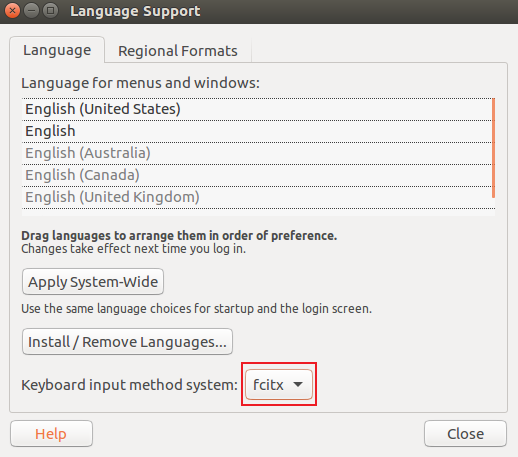 Language Support
Language
Regional Formats
Language for menus and windows:
English (United States)
English
English (Australia)
English (Canada)
English (United Kingdom)
Drag languages to arrange them in order of preference.
Changes take effect next time you log in.
Apply System-Wide
Use the same language choices for startup and the login screen.
Install / Remove Languages...
Keyboard input method system: fcitx
Help
Close